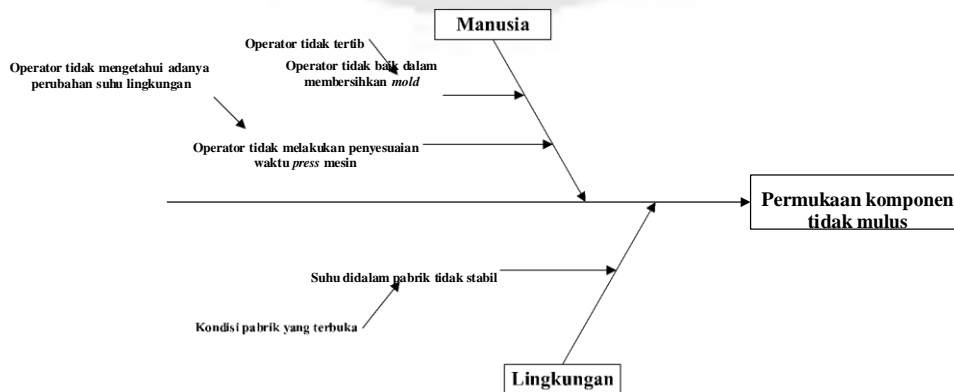 Manusia
Operator tidak tertib
Operator tidak baik dalam
membersihkan mold
Operator tidak mengetahui adanya
perubahan suhu lingkungan
Operator tidak melakukan penyesuaian
waktu press mesin
Permukaan komponen
tidak mulus
Suhu didalam pabrik tidak stabil
Kondisi pabrik yang terbuka
Lingkungan